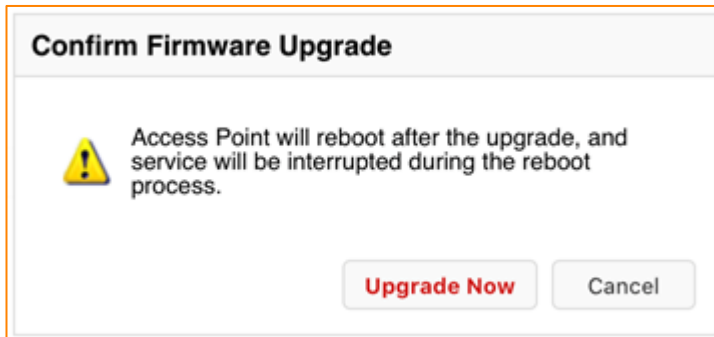 Confirm Firmware Upgrade
Access Point will reboot after the upgrade, and
service will be interrupted during the reboot
process.
Upgrade Now
Cancel